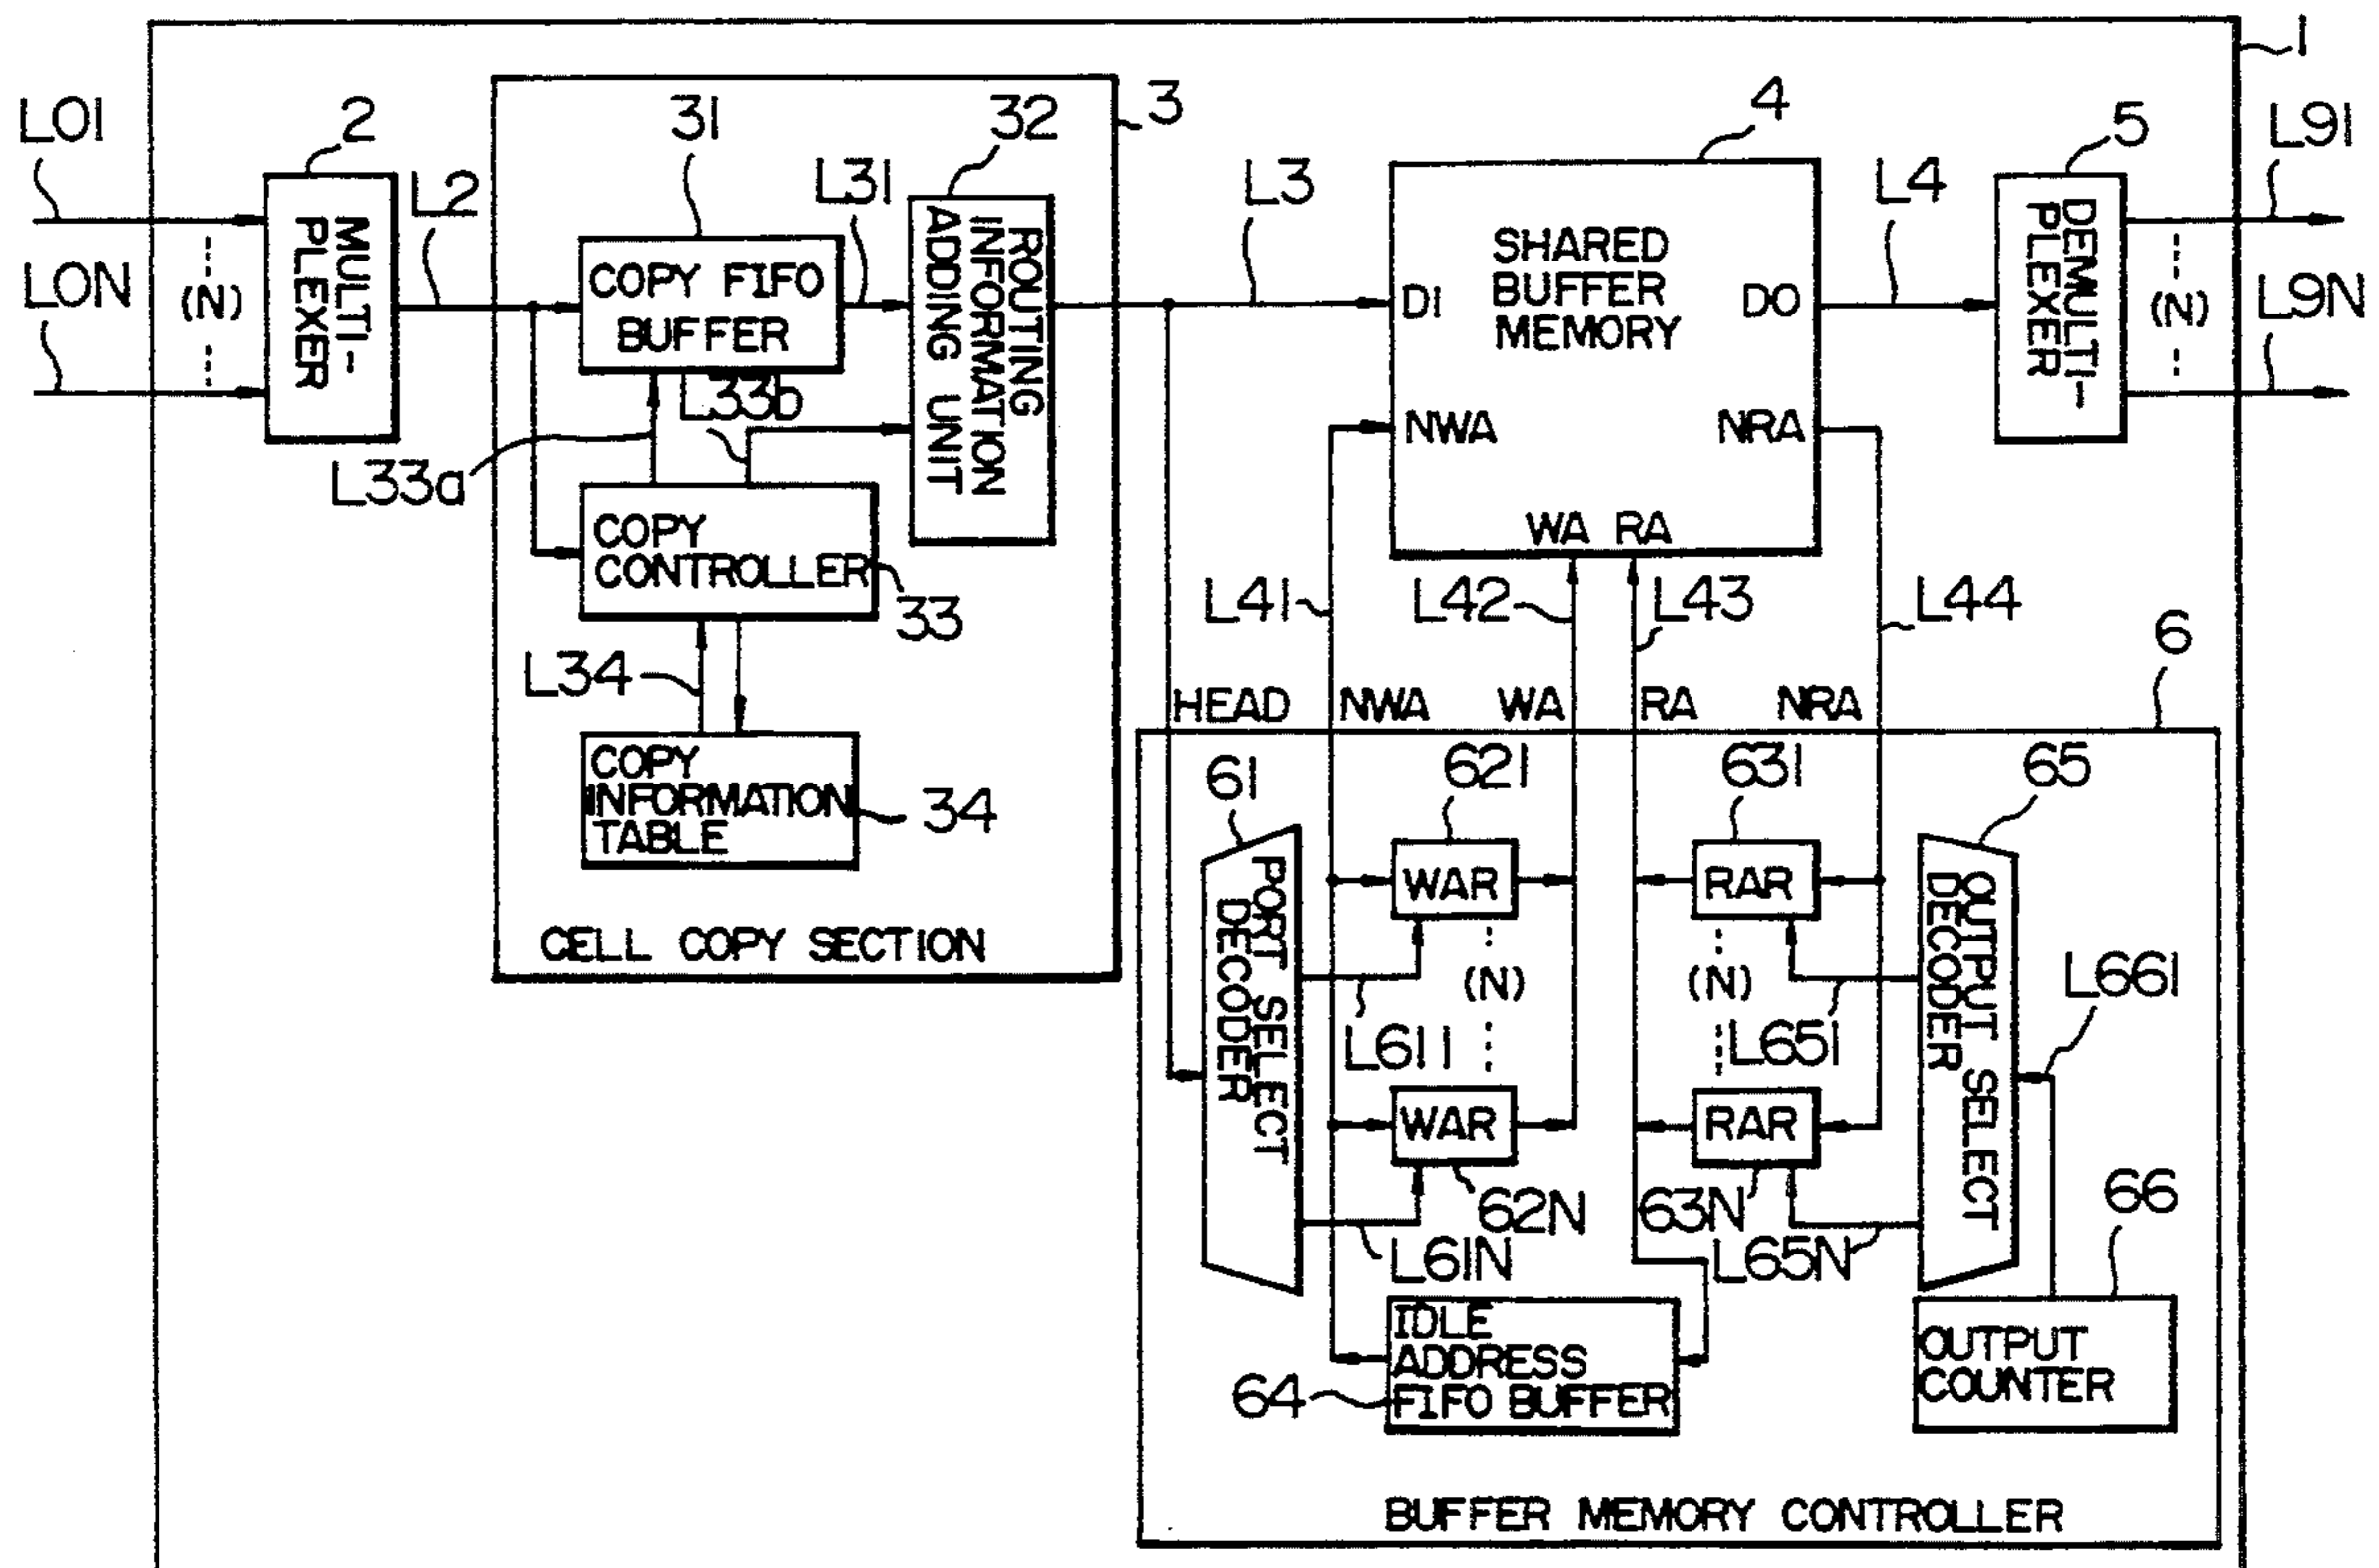 1
L01
2
L2
31
L31
32
3
L3
4
L4
5
L91
MULTI-
PLEXER
(N)
L0N
COPY FIFO
BUFFER
ROUTING
INFORMATION
ADDING UNIT
SHARED
BUFFER
MEMORY
DI
DO
DEMULTI-
PLEXER
(N)
L9N
L33b
L33a
NWA
NRA
COPY
CONTROLLER
33
WA RA
L41
L42
L43
L44
6
L34
HEAD NWA WA RA NRA
COPY
INFORMATION
TABLE
34
61
621
631
65
PORT SELECT
DECODER
WAR
RAR
OUTPUT SELECT
DECODER
CELL COPY SECTION
L661
(N)
(N)
L611
L651
WAR
RAR
62N
63N
66
L61N
L65N
IDLE
ADDRESS
FIFO BUFFER
64
OUTPUT
COUNTER
BUFFER MEMORY CONTROLLER